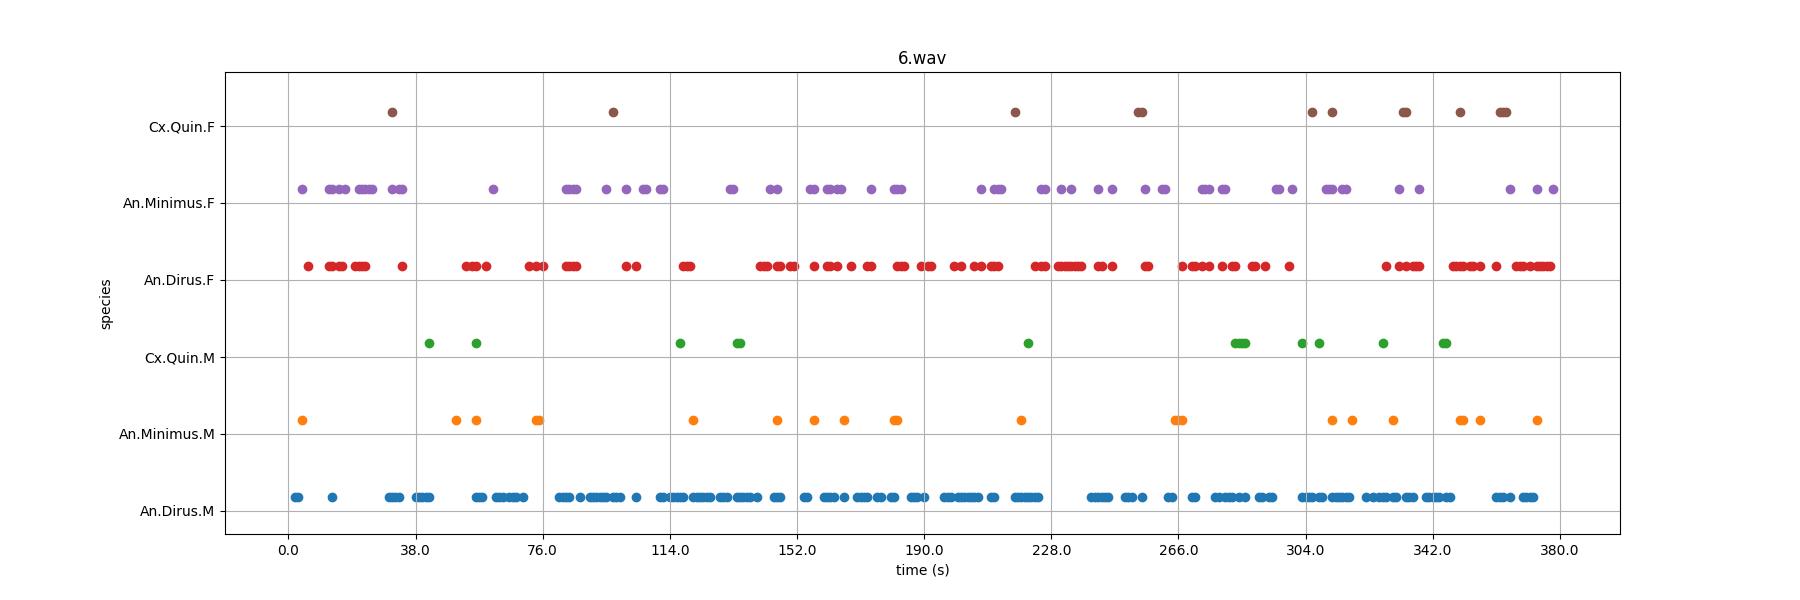 6.wav
Cx.Quin.F
An.Minimus.F
An.Dirus.F
species
Cx.Quin.M
An.Minimus.M
An.Dirus.M
0.0 38.0 76.0 114.0 152.0 190.0 228.0 266.0 304.0 342.0 380.0
time (s)